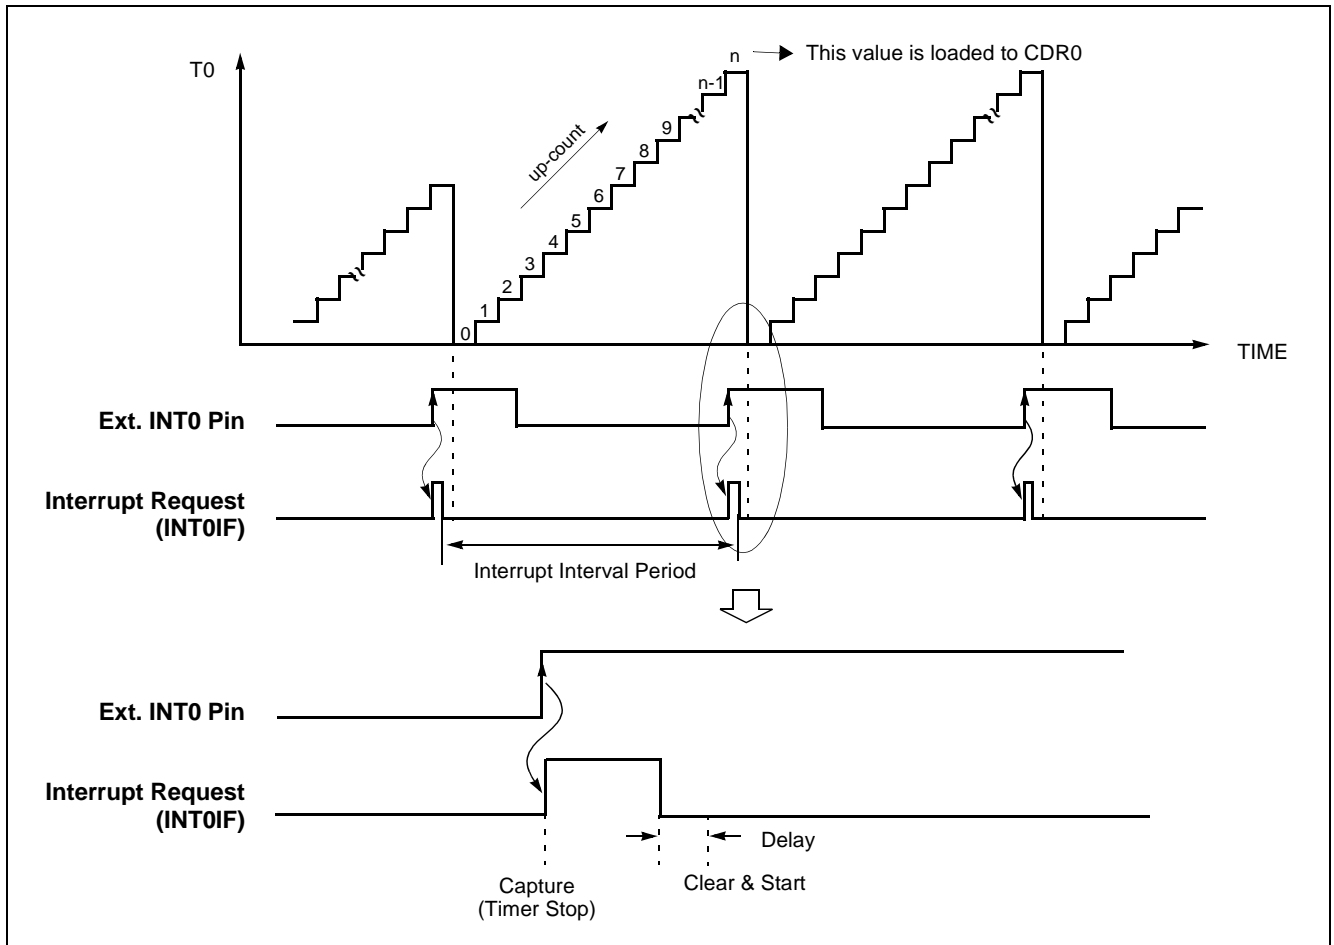 T0
n
This value is loaded to CDR0
n-1
up-count
9
8
7
6
5
4
3
2
1
0
TIME
Ext. INT0 Pin
Interrupt Request
(INT0IF)
Interrupt Interval Period
Ext. INT0 Pin
Interrupt Request
(INT0IF)
Delay
Capture
(Timer Stop)
Clear & Start